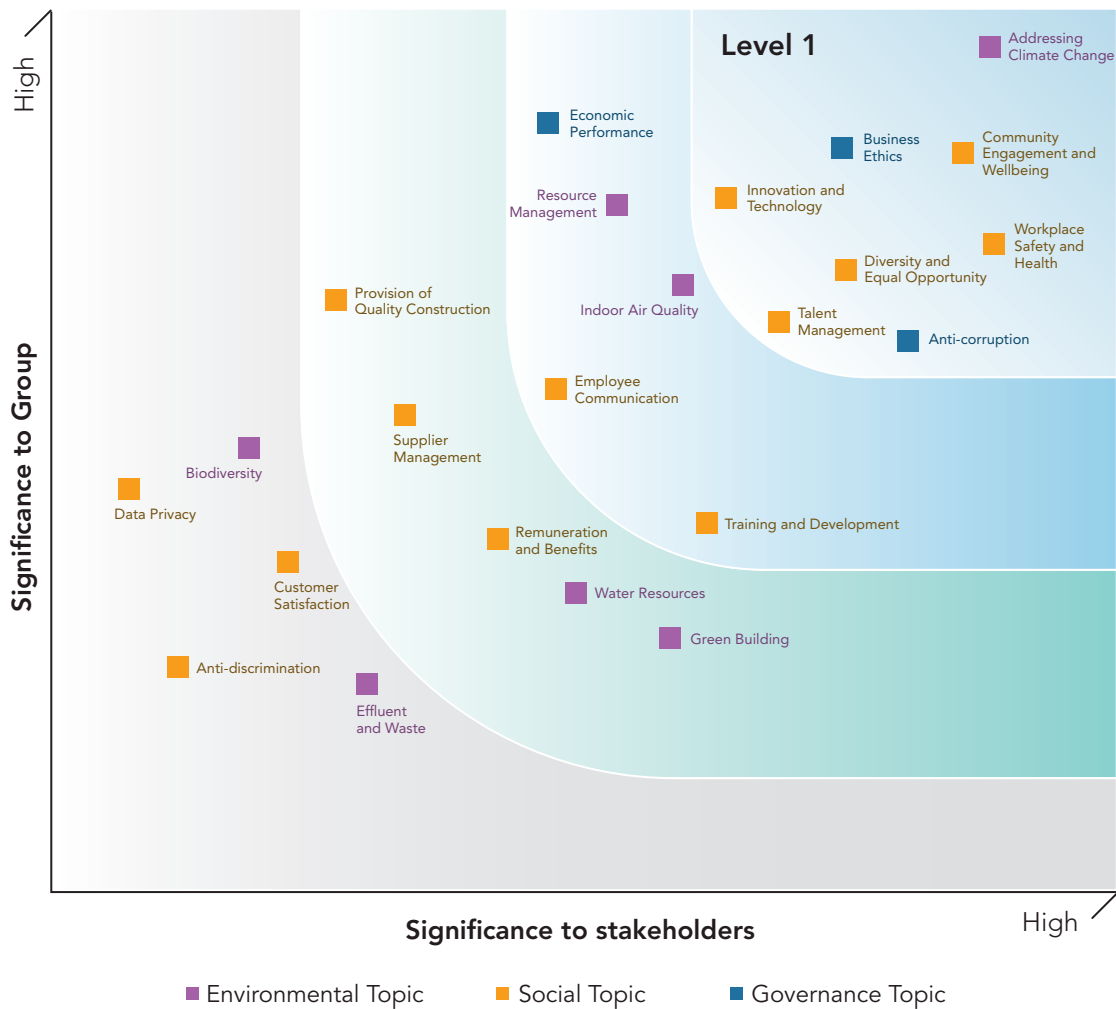 High
Significance to Group
Level 1
Addressing
Climate Change
Economic
Performance
Business
Ethics
Community
Engagement and
Wellbeing
Resource
Management
Innovation and
Technology
Workplace
Safety and
Health
Diversity and
Equal Opportunity
Provision of
Quality Construction
Indoor Air Quality
Talent
Management
Anti-corruption
Employee
Communication
Supplier
Management
Biodiversity
Data Privacy
Training and Development
Remuneration
and Benefits
Customer
Satisfaction
Water Resources
Green Building
Anti-discrimination
Effluent
and Waste
Significance to stakeholders
High
Environmental Topic
Social Topic
Governance Topic